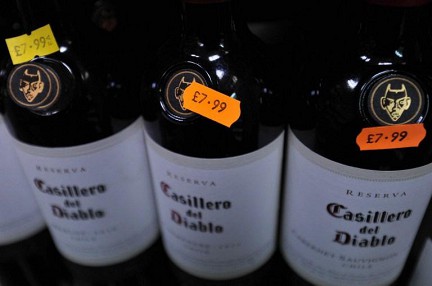 £7.99
£7.99
£7.99
RESERVA
Casillero
del
Diablo
RESERVA
Casillero
del
Diablo
RESERVA
Casillero
del
Diablo
CABERNET SAUVIGNON
CHILE